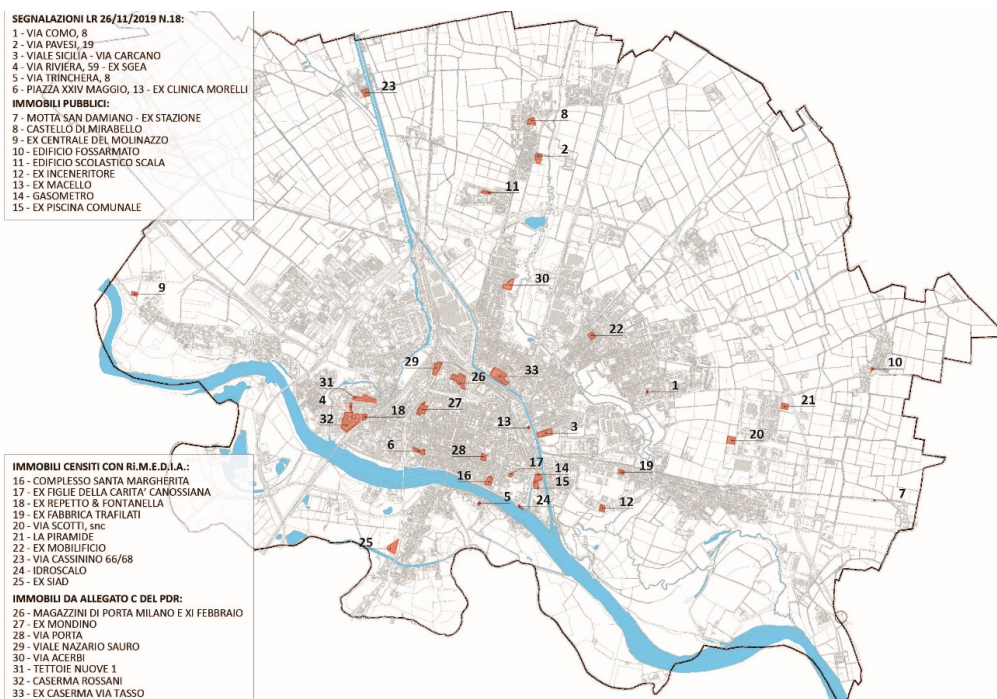 SEGNALAZIONI LR 26/11/2019 N.18:
1 - VIA COMO, 8
2 - VIA PAVESI, 19
3 - VIALE SICILIA - VIA CARCANO
4 - VIA RIVIERA, 59 - EX SGEA
5 - VIA TRINCHERA, 8
6 - PIAZZA XXIV MAGGIO, 13 - EX CLINICA MORELLI
IMMOBILI PUBBLICI:
7 - MOTTA SAN DAMIANO - EX STAZIONE
8 - CASTELLO DI MIRABELLO
9 - EX CENTRALE DEL MOLINAZZO
10 - EDIFICIO FOSSARMATO
11 - EDIFICIO SCOLASTICO SCALA
12 - EX INCENERITORE
13 - EX MACELLO
14 - GASOMETRO
15 - EX PISCINA COMUNALE
23
8
2
11
30
9
22
29
26
33
10
31
1
4
27
21
18
32
13
3
20
6
28
17
14
19
16
15
7
5
24
12
25
IMMOBILI CENSITI CON Ri.M.E.D.I.A.:
16 - COMPLESSO SANTA MARGHERITA
17 - EX FIGLIE DELLA CARITA' CANOSSIANA
18 - EX REPETTO & FONTANELLA
19 - EX FABBRICA TRAFILATI
20 - VIA SCOTTI, snc
21 - LA PIRAMIDE
22 - EX MOBILIFICIO
23 - VIA CASSININO 66/68
24 - IDROSCALO
25 - EX SIAD
IMMOBILI DA ALLEGATO C DEL PDR:
26 - MAGAZZINI DI PORTA MILANO E XI FEBBRAIO
27 - EX MONDINO
28 - VIA PORTA
29 - VIALE NAZARIO SAURO
30 - VIA ACERBI
31 - TETTOIE NUOVE 1
32 - CASERMA ROSSANI
33 - EX CASERMA VIA TASSO